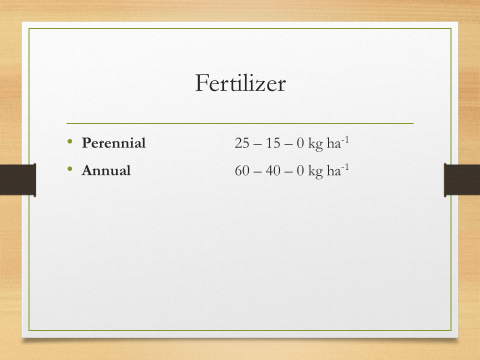 Fertilizer
• Perennial 25 – 15 – 0 kg ha⁻¹
• Annual 60 – 40 – 0 kg ha⁻¹